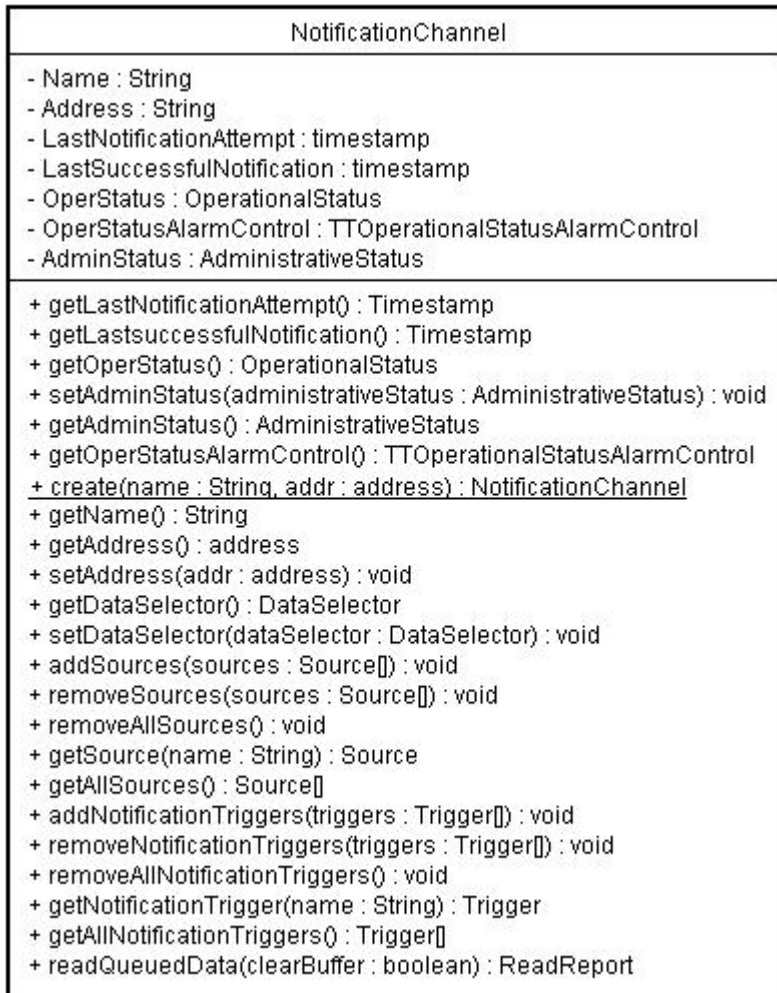 NotificationChannel
- Name : String
- Address : String
- LastNotificationAttempt : timestamp
- LastSuccessfulNotification : timestamp
- OperStatus : OperationalStatus
- OperStatusAlarmControl : TTOperationalStatusAlarmControl
- AdminStatus : AdministrativeStatus
+ getLastNotificationAttempt() : Timestamp
+ getLastsuccessfulNotification() : Timestamp
+ getOperStatus() : OperationalStatus
+ setAdminStatus(administrativeStatus : AdministrativeStatus) : void
+ getAdminStatus() : AdministrativeStatus
+ getOperStatusAlarmControl() : TTOperationalStatusAlarmControl
+ create(name : String, addr : address) : NotificationChannel
+ getName() : String
+ getAddress() : address
+ setAddress(addr : address) : void
+ getDataSelector() : DataSelector
+ setDataSelector(dataSelector : DataSelector) : void
+ addSources(sources : Source[]) : void
+ removeSources(sources : Source[]) : void
+ removeAllSources() : void
+ getSource(name : String) : Source
+ getAllSources() : Source[]
+ addNotificationTriggers(triggers : Trigger[]) : void
+ removeNotificationTriggers(triggers : Trigger[]) : void
+ removeAllNotificationTriggers() : void
+ getNotificationTrigger(name : String) : Trigger
+ getAllNotificationTriggers() : Trigger[]
+ readQueuedData(clearBuffer : boolean) : ReadReport